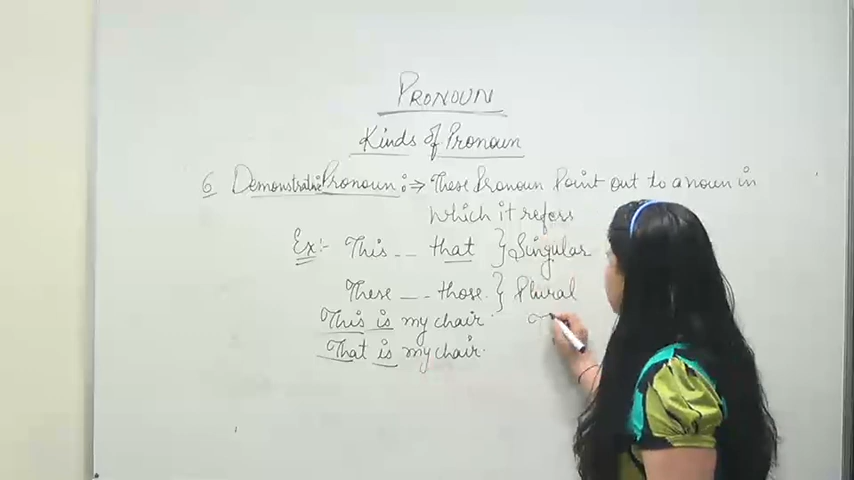 PRONOUN
Kinds of Pronoun
6 Demonstrative Pronoun :⇒ These Pronoun Point out to a noun in
which it refers
Ex:- This -- that } Singular
These -- those. } Plural
This is my chair.
That is my chair.